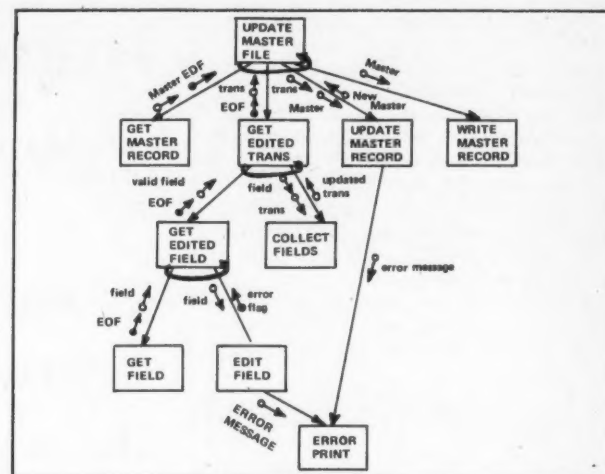 UPDATE
MASTER
FILE
Master EDF
trans
EOF
trans
Master
New
Master
Master
GET
MASTER
RECORD
GET
EDITED
TRANS
UPDATE
MASTER
RECORD
WRITE
MASTER
RECORD
valid field
EOF
field
trans
updated
trans
GET
EDITED
FIELD
COLLECT
FIELDS
error message
field
EOF
field
error
flag
GET
FIELD
EDIT
FIELD
ERROR
MESSAGE
ERROR
PRINT